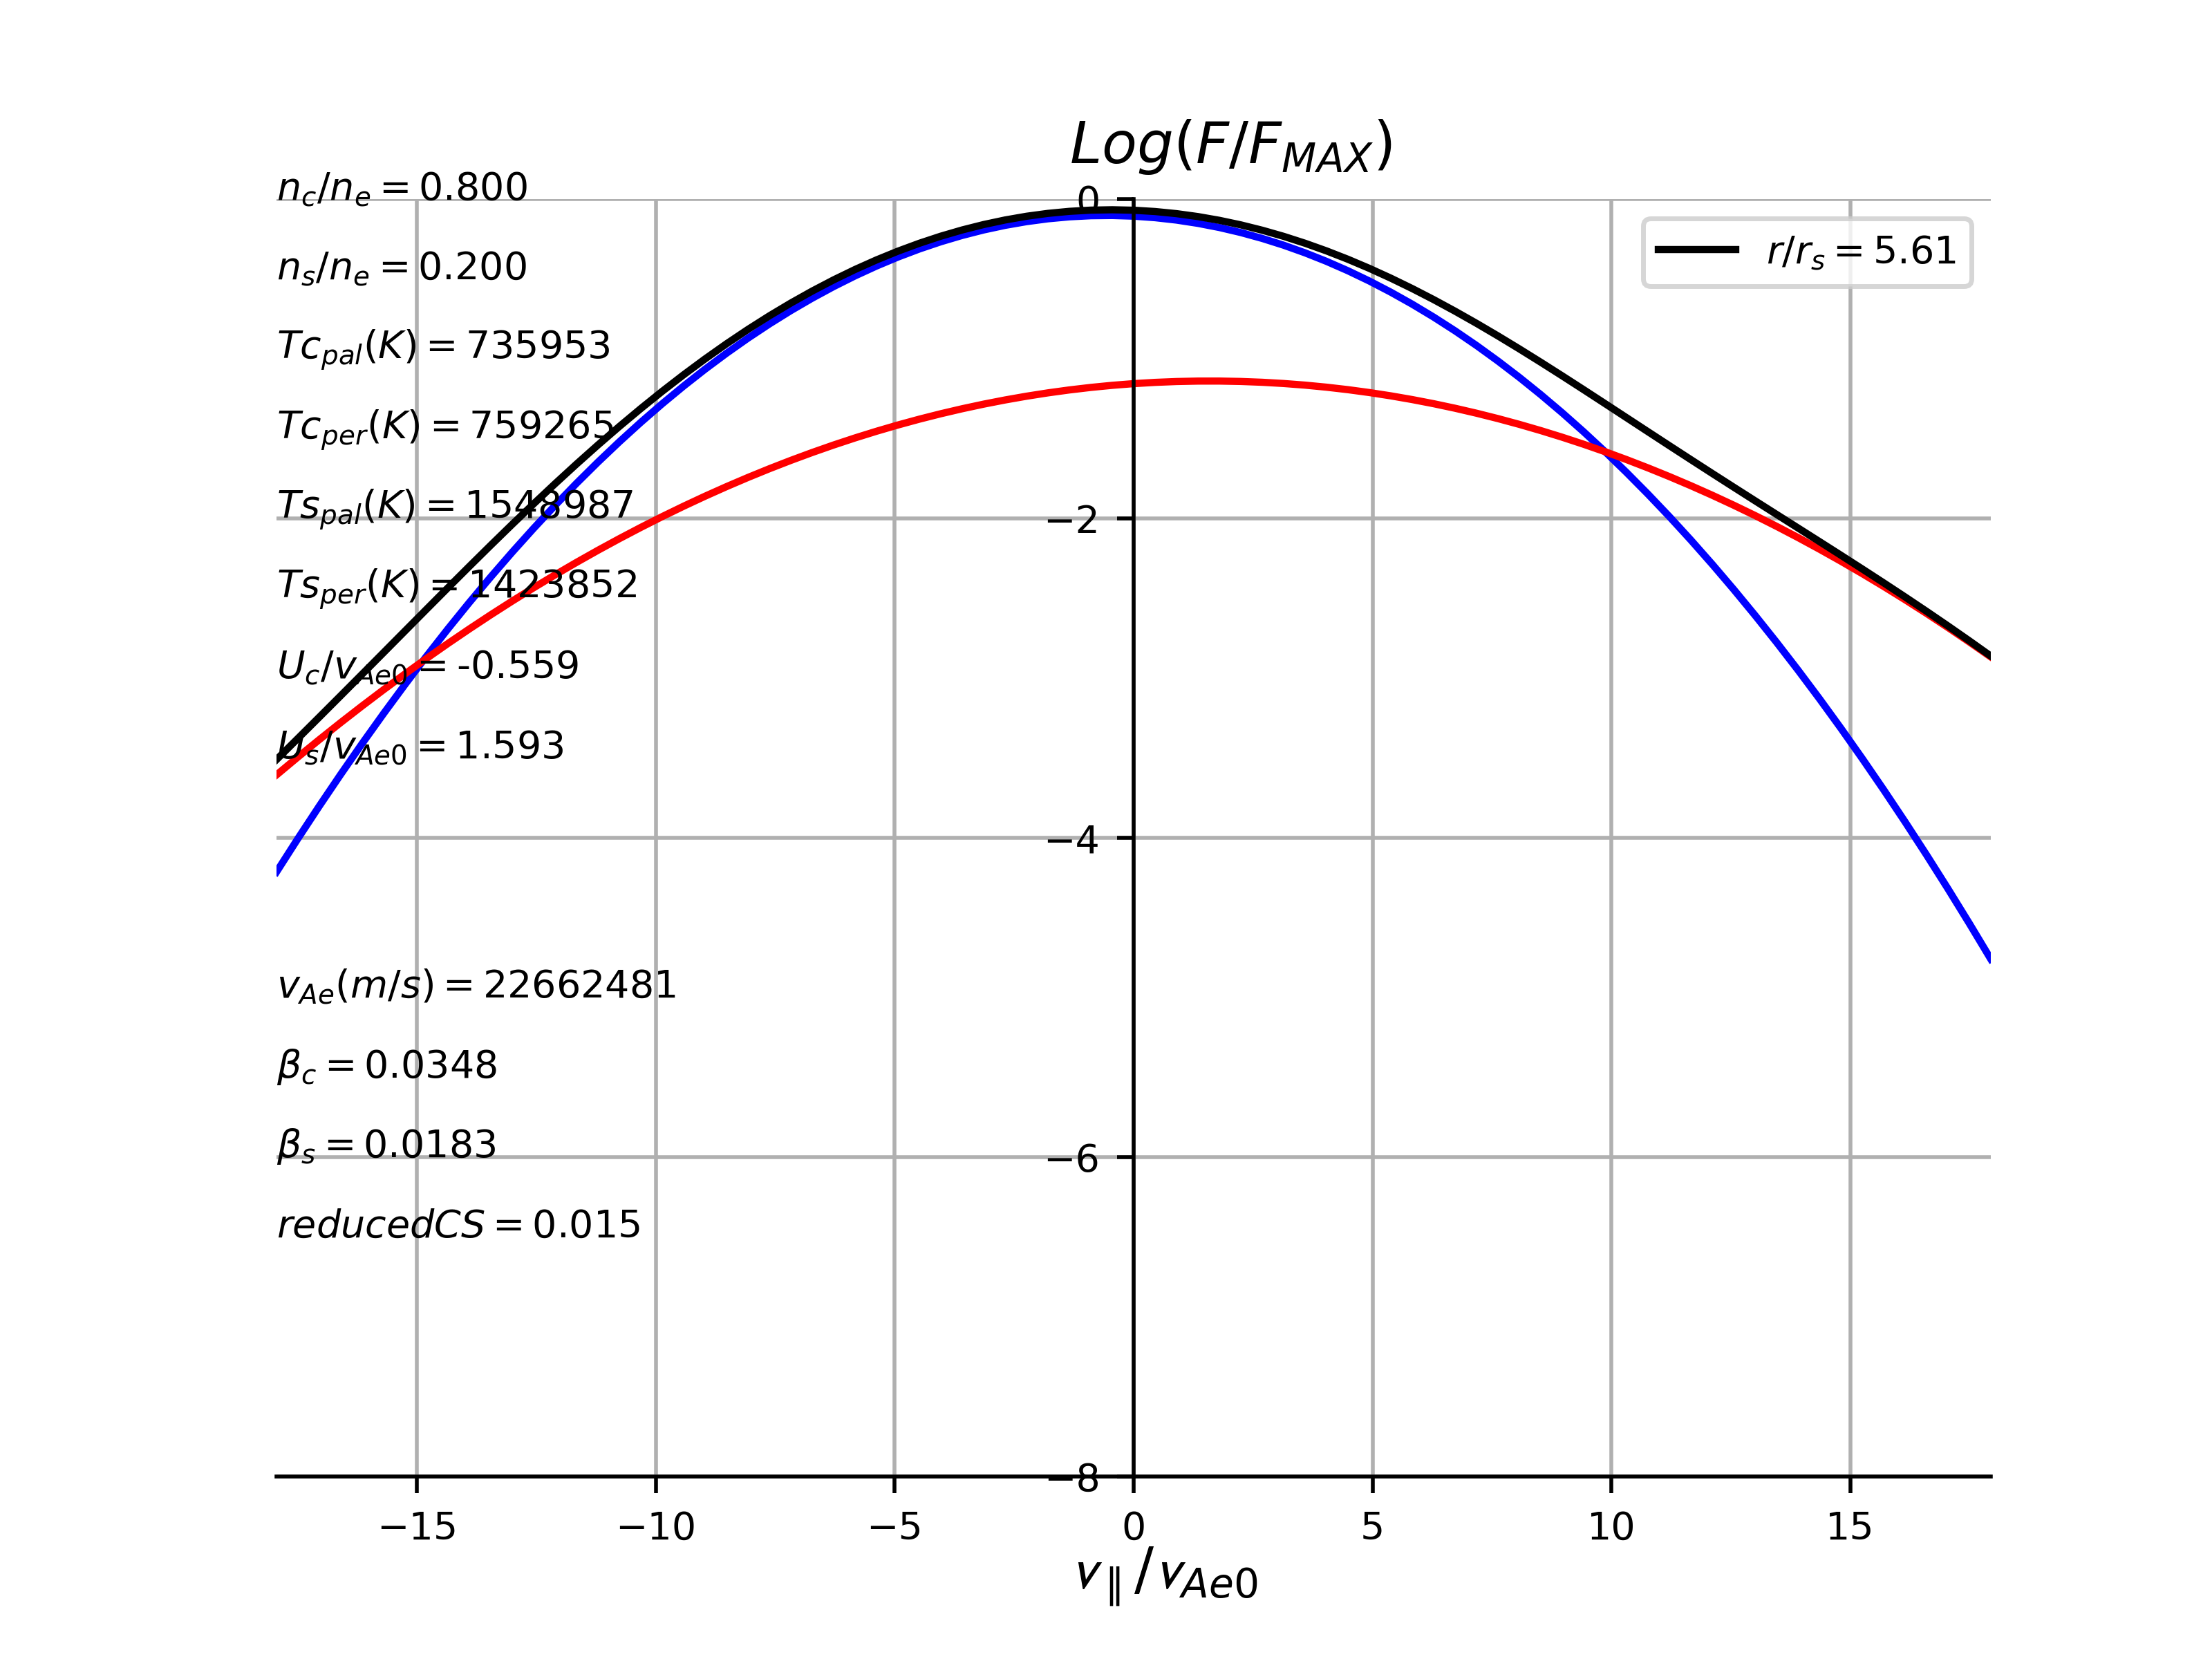 Log(F/F_MAX)
n_c/n_e = 0.800
n_s/n_e = 0.200
Tc_pal(K) = 735953
Tc_per(K) = 759265
Ts_pal(K) = 1548987
Ts_per(K) = 1423852
U_c/v_Ae0 = -0.559
U_s/v_Ae0 = 1.593
v_Ae(m/s) = 22662481
β_c = 0.0348
β_s = 0.0183
reducedCS = 0.015
r/r_s = 5.61
0
−2
−4
−6
−8
−15 −10 −5 0 5 10 15
v_∥/v_Ae0